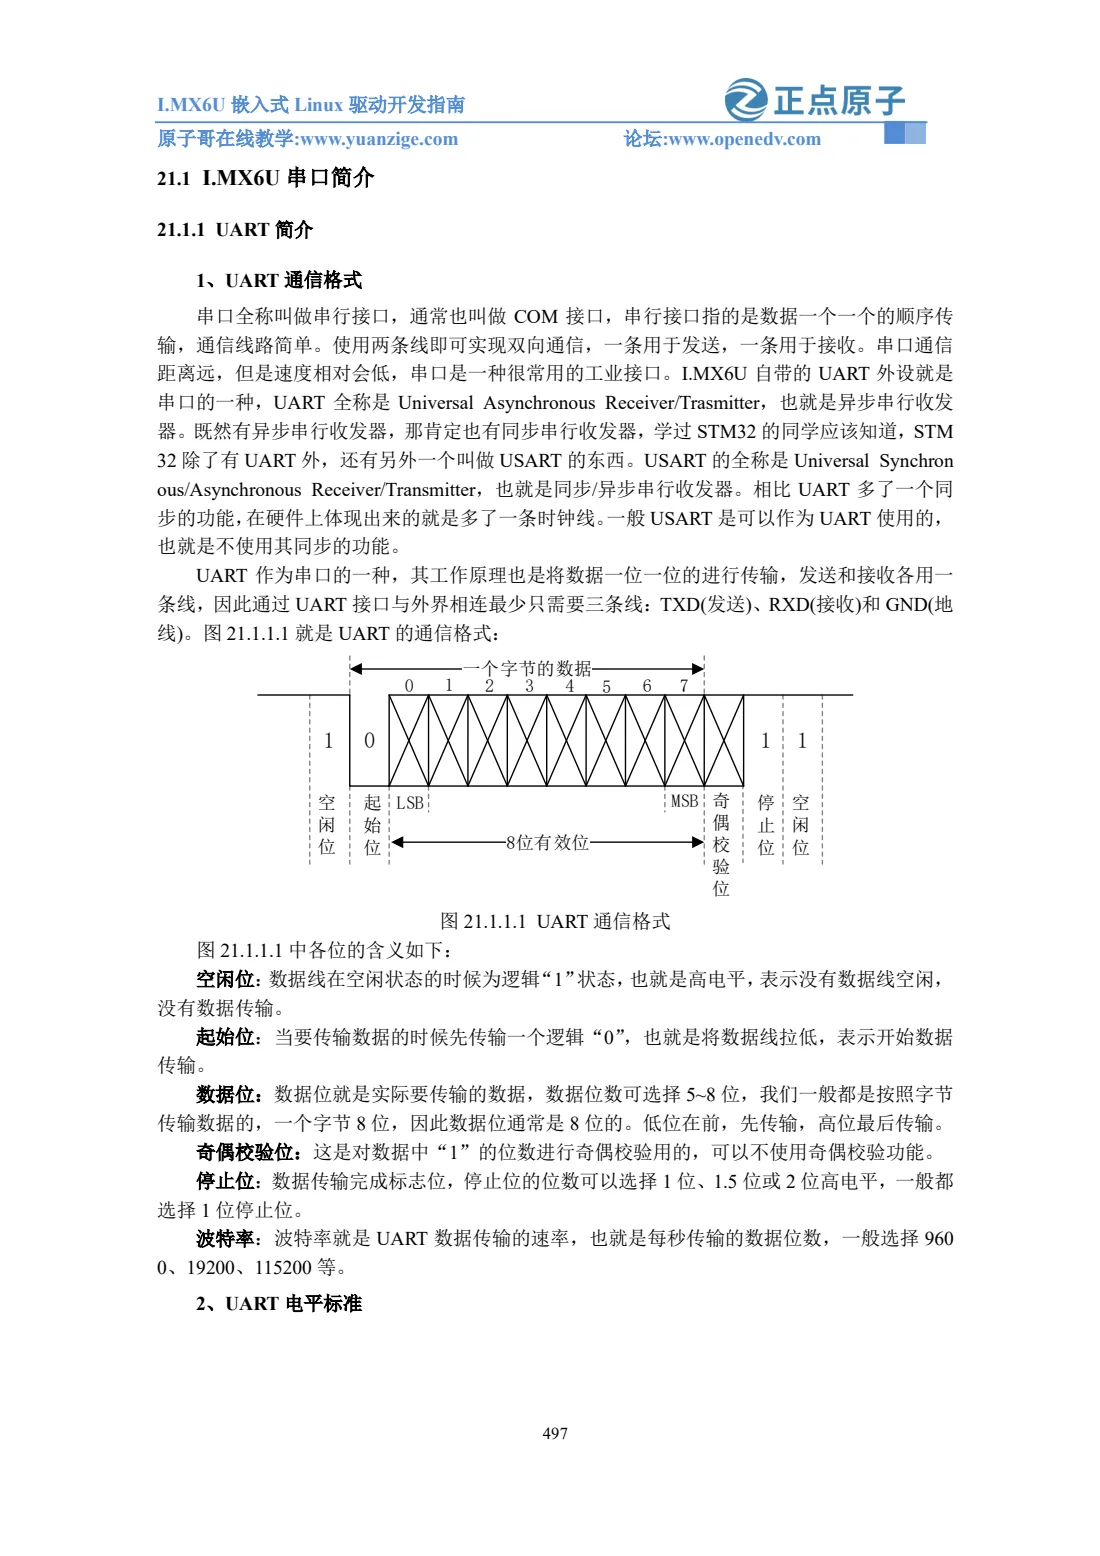 I.MX6U 嵌入式 Linux 驱动开发指南
正点原子
原子哥在线教学:www.yuanzige.com 论坛:www.openedv.com
21.1 I.MX6U 串口简介
21.1.1 UART 简介
1、UART 通信格式
串口全称叫做串行接口，通常也叫做 COM 接口，串行接口指的是数据一个一个的顺序传
输，通信线路简单。使用两条线即可实现双向通信，一条用于发送，一条用于接收。串口通信
距离远，但是速度相对会低，串口是一种很常用的工业接口。I.MX6U 自带的 UART 外设就是
串口的一种，UART 全称是 Universal Asynchronous Receiver/Trasmitter，也就是异步串行收发
器。既然有异步串行收发器，那肯定也有同步串行收发器，学过 STM32 的同学应该知道，STM
32 除了有 UART 外，还有另外一个叫做 USART 的东西。USART 的全称是 Universal Synchron
ous/Asynchronous Receiver/Transmitter，也就是同步/异步串行收发器。相比 UART 多了一个同
步的功能，在硬件上体现出来的就是多了一条时钟线。一般 USART 是可以作为 UART 使用的，
也就是不使用其同步的功能。
UART 作为串口的一种，其工作原理也是将数据一位一位的进行传输，发送和接收各用一
条线，因此通过 UART 接口与外界相连最少只需要三条线：TXD(发送)、RXD(接收)和 GND(地
线)。图 21.1.1.1 就是 UART 的通信格式：
一个字节的数据
0 1 2 3 4 5 6 7
1 0 1 1
空闲位 起始位 LSB MSB 奇偶校验位 停止位 空闲位
8位有效位
图 21.1.1.1 UART 通信格式
图 21.1.1.1 中各位的含义如下：
空闲位：数据线在空闲状态的时候为逻辑“1”状态，也就是高电平，表示没有数据线空闲，
没有数据传输。
起始位：当要传输数据的时候先传输一个逻辑“0”，也就是将数据线拉低，表示开始数据
传输。
数据位：数据位就是实际要传输的数据，数据位数可选择 5~8 位，我们一般都是按照字节
传输数据的，一个字节 8 位，因此数据位通常是 8 位的。低位在前，先传输，高位最后传输。
奇偶校验位：这是对数据中“1”的位数进行奇偶校验用的，可以不使用奇偶校验功能。
停止位：数据传输完成标志位，停止位的位数可以选择 1 位、1.5 位或 2 位高电平，一般都
选择 1 位停止位。
波特率：波特率就是 UART 数据传输的速率，也就是每秒传输的数据位数，一般选择 960
0、19200、115200 等。
2、UART 电平标准
497